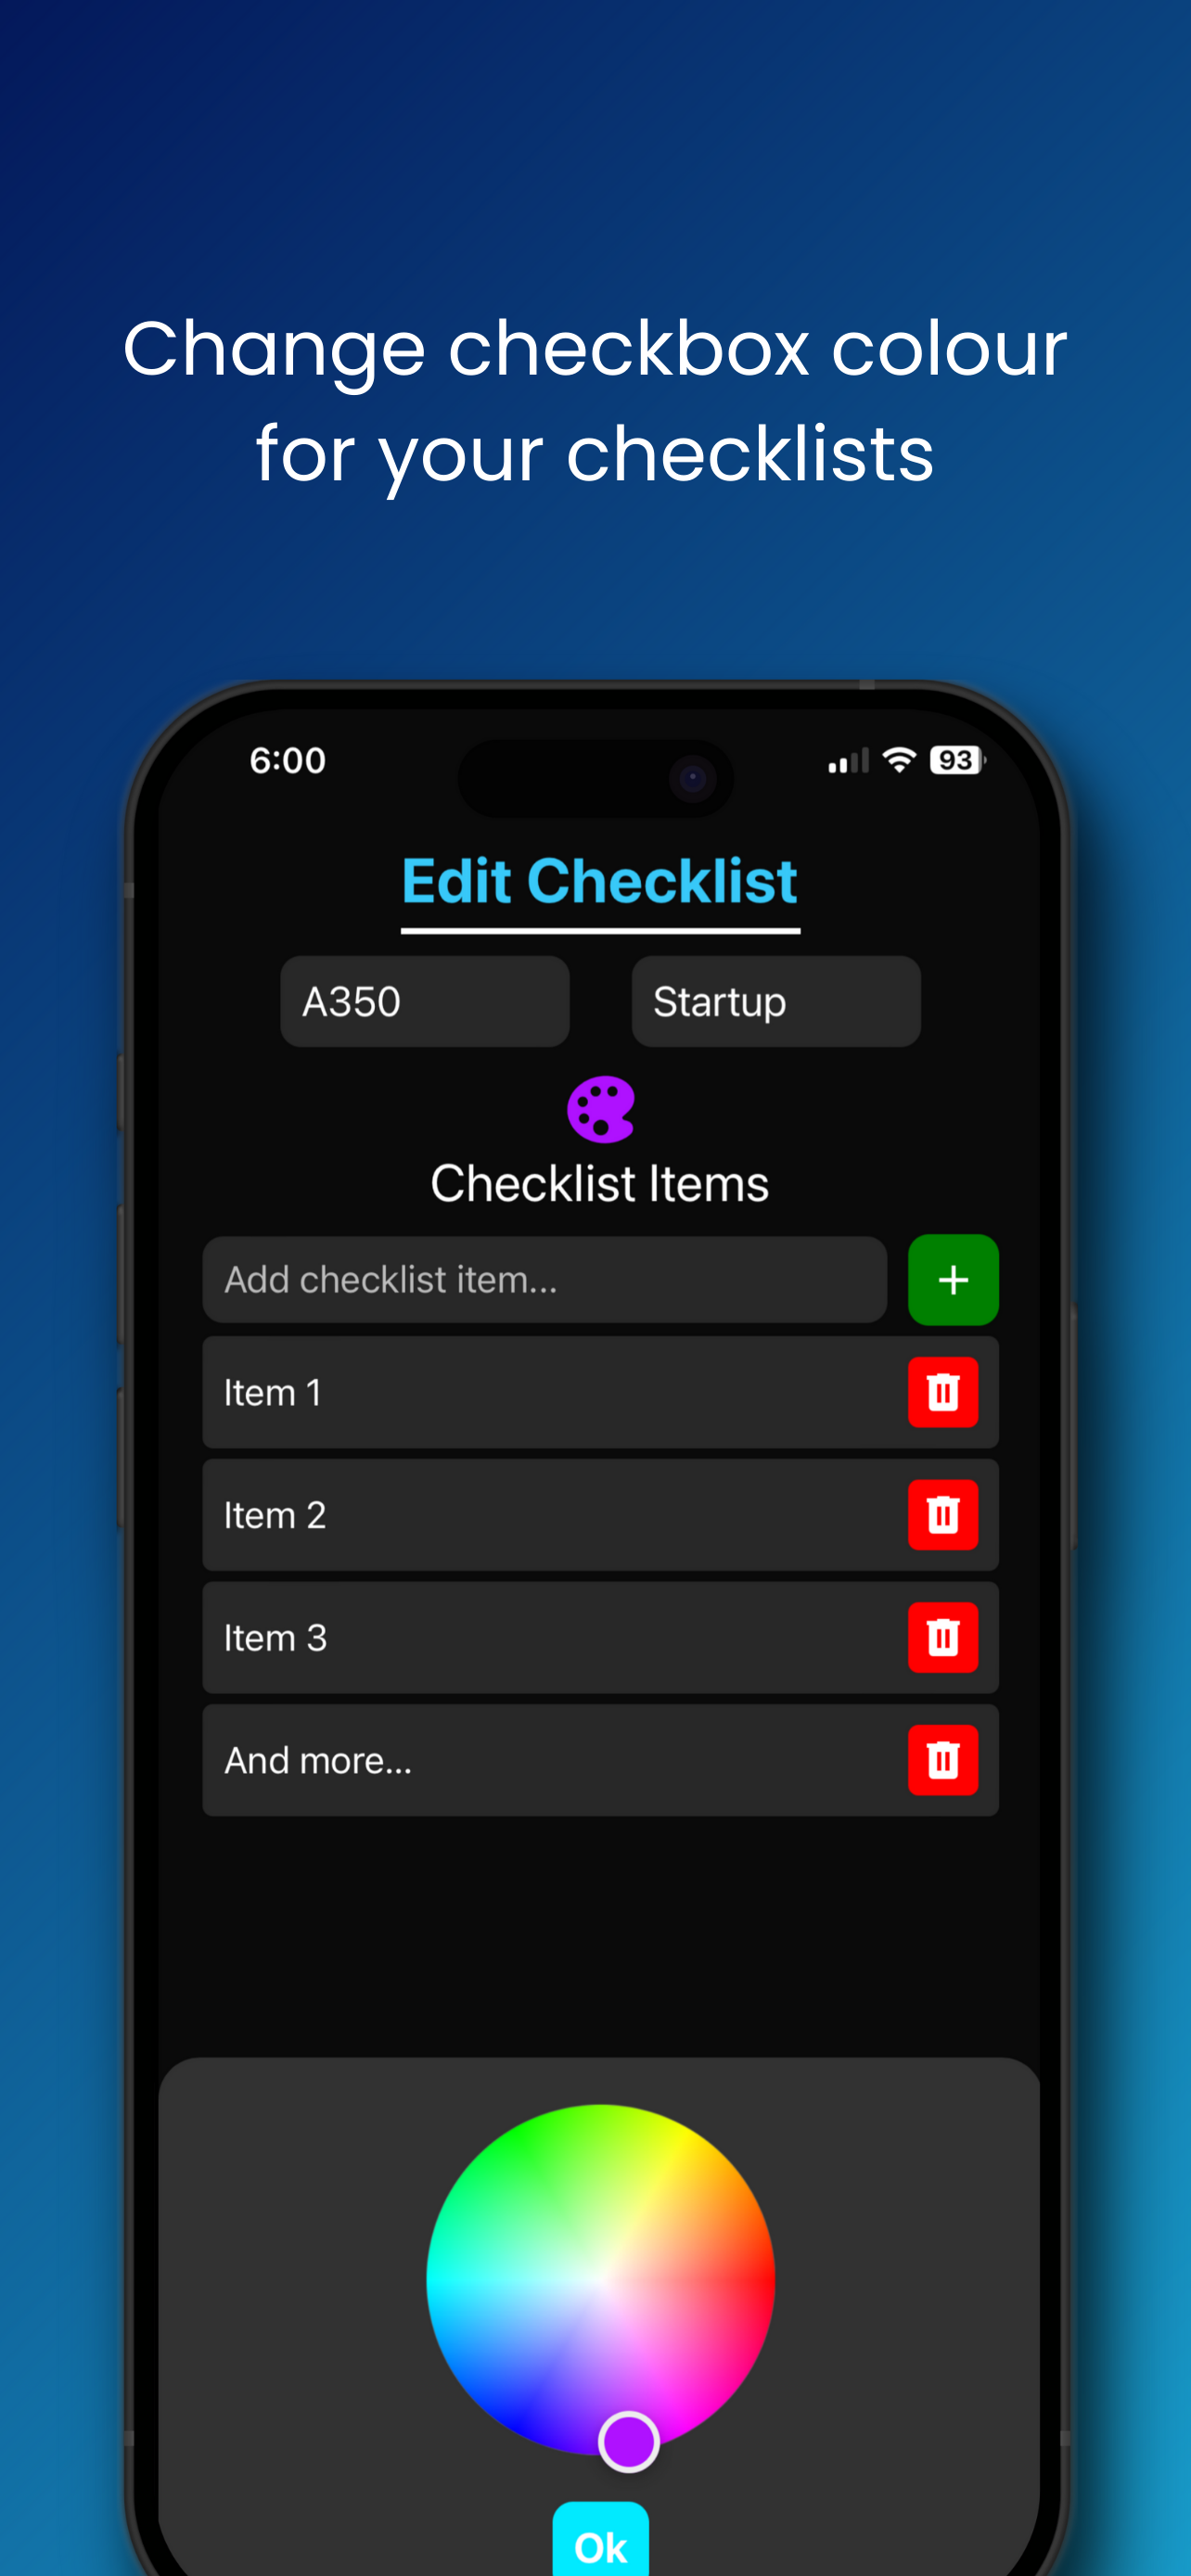 Change checkbox colour
for your checklists
6:00
93
Edit Checklist
A350
Startup
Checklist Items
Add checklist item...
+
Item 1
Item 2
Item 3
And more...
Ok